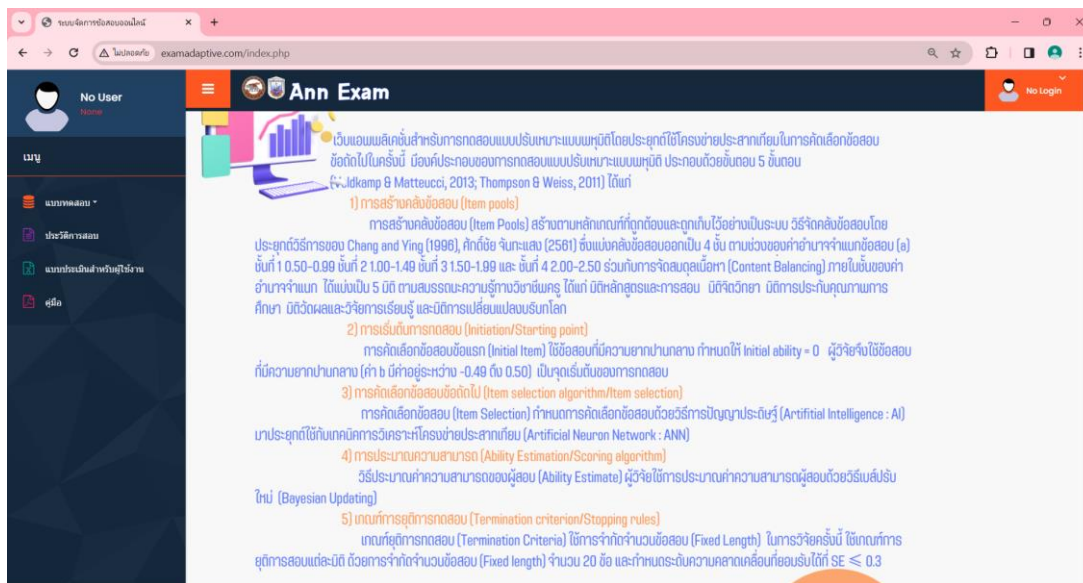 ระบบจัดการข้อสอบออนไลน์
ไม่ปลอดภัย examadaptive.com/index.php
No User
None
Ann Exam
No Login
เมนู
แบบทดสอบ
ประวัติการสอบ
แบบประเมินสำหรับผู้ใช้งาน
คู่มือ
เว็บแอพพลิเคชั่นสำหรับการทดสอบแบบปรับเหมาะแบบพหุมิติโดยประยุกต์ใช้โครงข่ายประสาทเทียมในการคัดเลือกข้อสอบ
ข้อถัดไปในครั้งนี้ มีองค์ประกอบของการทดสอบแบบปรับเหมาะแบบพหุมิติ ประกอบด้วยขั้นตอน 5 ขั้นตอน
ldkamp & Matteucci, 2013; Thompson & Weiss, 2011) ได้แก่
1) การสร้างคลังข้อสอบ (Item pools)
การสร้างคลังข้อสอบ (Item Pools) สร้างตามหลักเกณฑ์ที่ถูกต้องและถูกเก็บไว้อย่างเป็นระบบ วิธีจัดคลังข้อสอบโดย
ประยุกต์วิธีการของ Chang and Ying (1996), ศักดิ์ชัย จันทะแสง (2561) ซึ่งแบ่งคลังข้อสอบออกเป็น 4 ชั้น ตามช่วงของค่าอำนาจจำแนกข้อสอบ (a)
ชั้นที่ 1 0.50-0.99 ชั้นที่ 2 1.00-1.49 ชั้นที่ 3 1.50-1.99 และ ชั้นที่ 4 2.00-2.50 ร่วมกับการจัดสมดุลเนื้อหา (Content Balancing) ภายในชั้นของค่า
อำนาจจำแนก ได้แบ่งเป็น 5 มิติ ตามสมรรถนะความรู้ทางวิชาชีพครู ได้แก่ มิติหลักสูตรและการสอน มิติจิตวิทยา มิติการประกันคุณภาพการ
ศึกษา มิติวัดผลและวิจัยการเรียนรู้ และมิติการเปลี่ยนแปลงบริบทโลก
2) การเริ่มต้นการทดสอบ (Initiation/Starting point)
การคัดเลือกข้อสอบข้อแรก (Initial Item) ใช้ข้อสอบที่มีความยากปานกลาง กำหนดให้ Initial ability = 0 ผู้วิจัยจึงใช้ข้อสอบ
ที่มีความยากปานกลาง (ค่า b มีค่าอยู่ระหว่าง -0.49 ถึง 0.50) เป็นจุดเริ่มต้นของการทดสอบ
3) การคัดเลือกข้อสอบข้อถัดไป (Item selection algorithm/Item selection)
การคัดเลือกข้อสอบ (Item Selection) กำหนดการคัดเลือกข้อสอบด้วยวิธีการปัญญาประดิษฐ์ (Artifitial Intelligence : AI)
มาประยุกต์ใช้กับเทคนิคการวิเคราะห์โครงข่ายประสาทเทียม (Artificial Neuron Network : ANN)
4) การประมาณความสามารถ (Ability Estimation/Scoring algorithm)
วิธีประมาณค่าความสามารถของผู้สอบ (Ability Estimate) ผู้วิจัยใช้การประมาณค่าความสามารถผู้สอบด้วยวิธีเบส์ปรับ
ใหม่ (Bayesian Updating)
5) เกณฑ์การยุติการทดสอบ (Termination criterion/Stopping rules)
เกณฑ์ยุติการทดสอบ (Termination Criteria) ใช้การจำกัดจำนวนข้อสอบ (Fixed Length) ในการวิจัยครั้งนี้ ใช้เกณฑ์การ
ยุติการสอบแต่ละมิติ ด้วยการจำกัดจำนวนข้อสอบ (Fixed length) จำนวน 20 ข้อ และกำหนดระดับความคลาดเคลื่อนที่ยอมรับได้ที่ SE ≤ 0.3